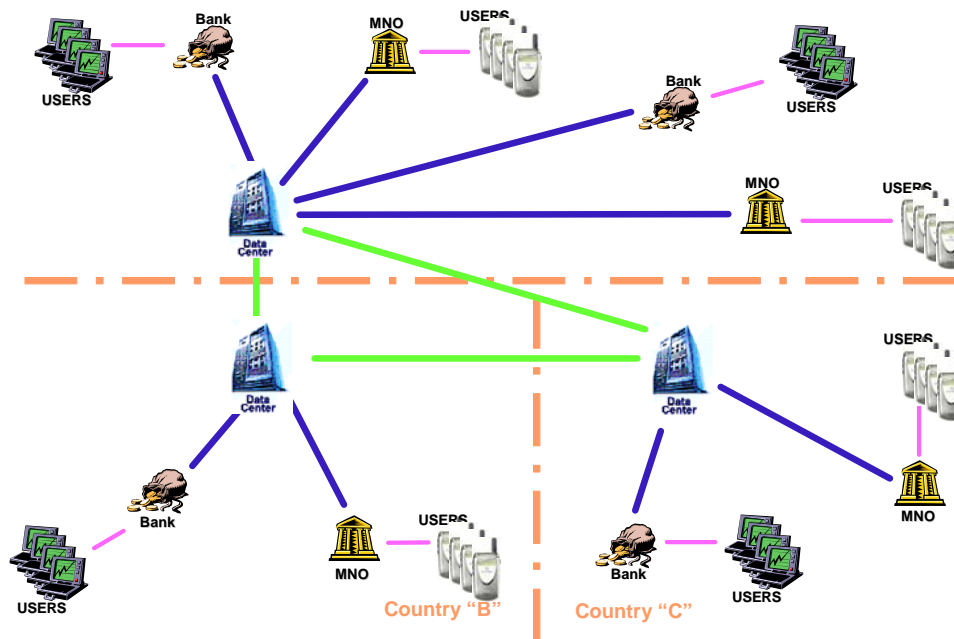 MNO
USERS
Bank
USERS
Bank
USERS
MNO
USERS
Data
Center
USERS
Data
Center
Data
Center
Bank
USERS
MNO
USERS
MNO
Bank
USERS
Country “B”
Country “C”